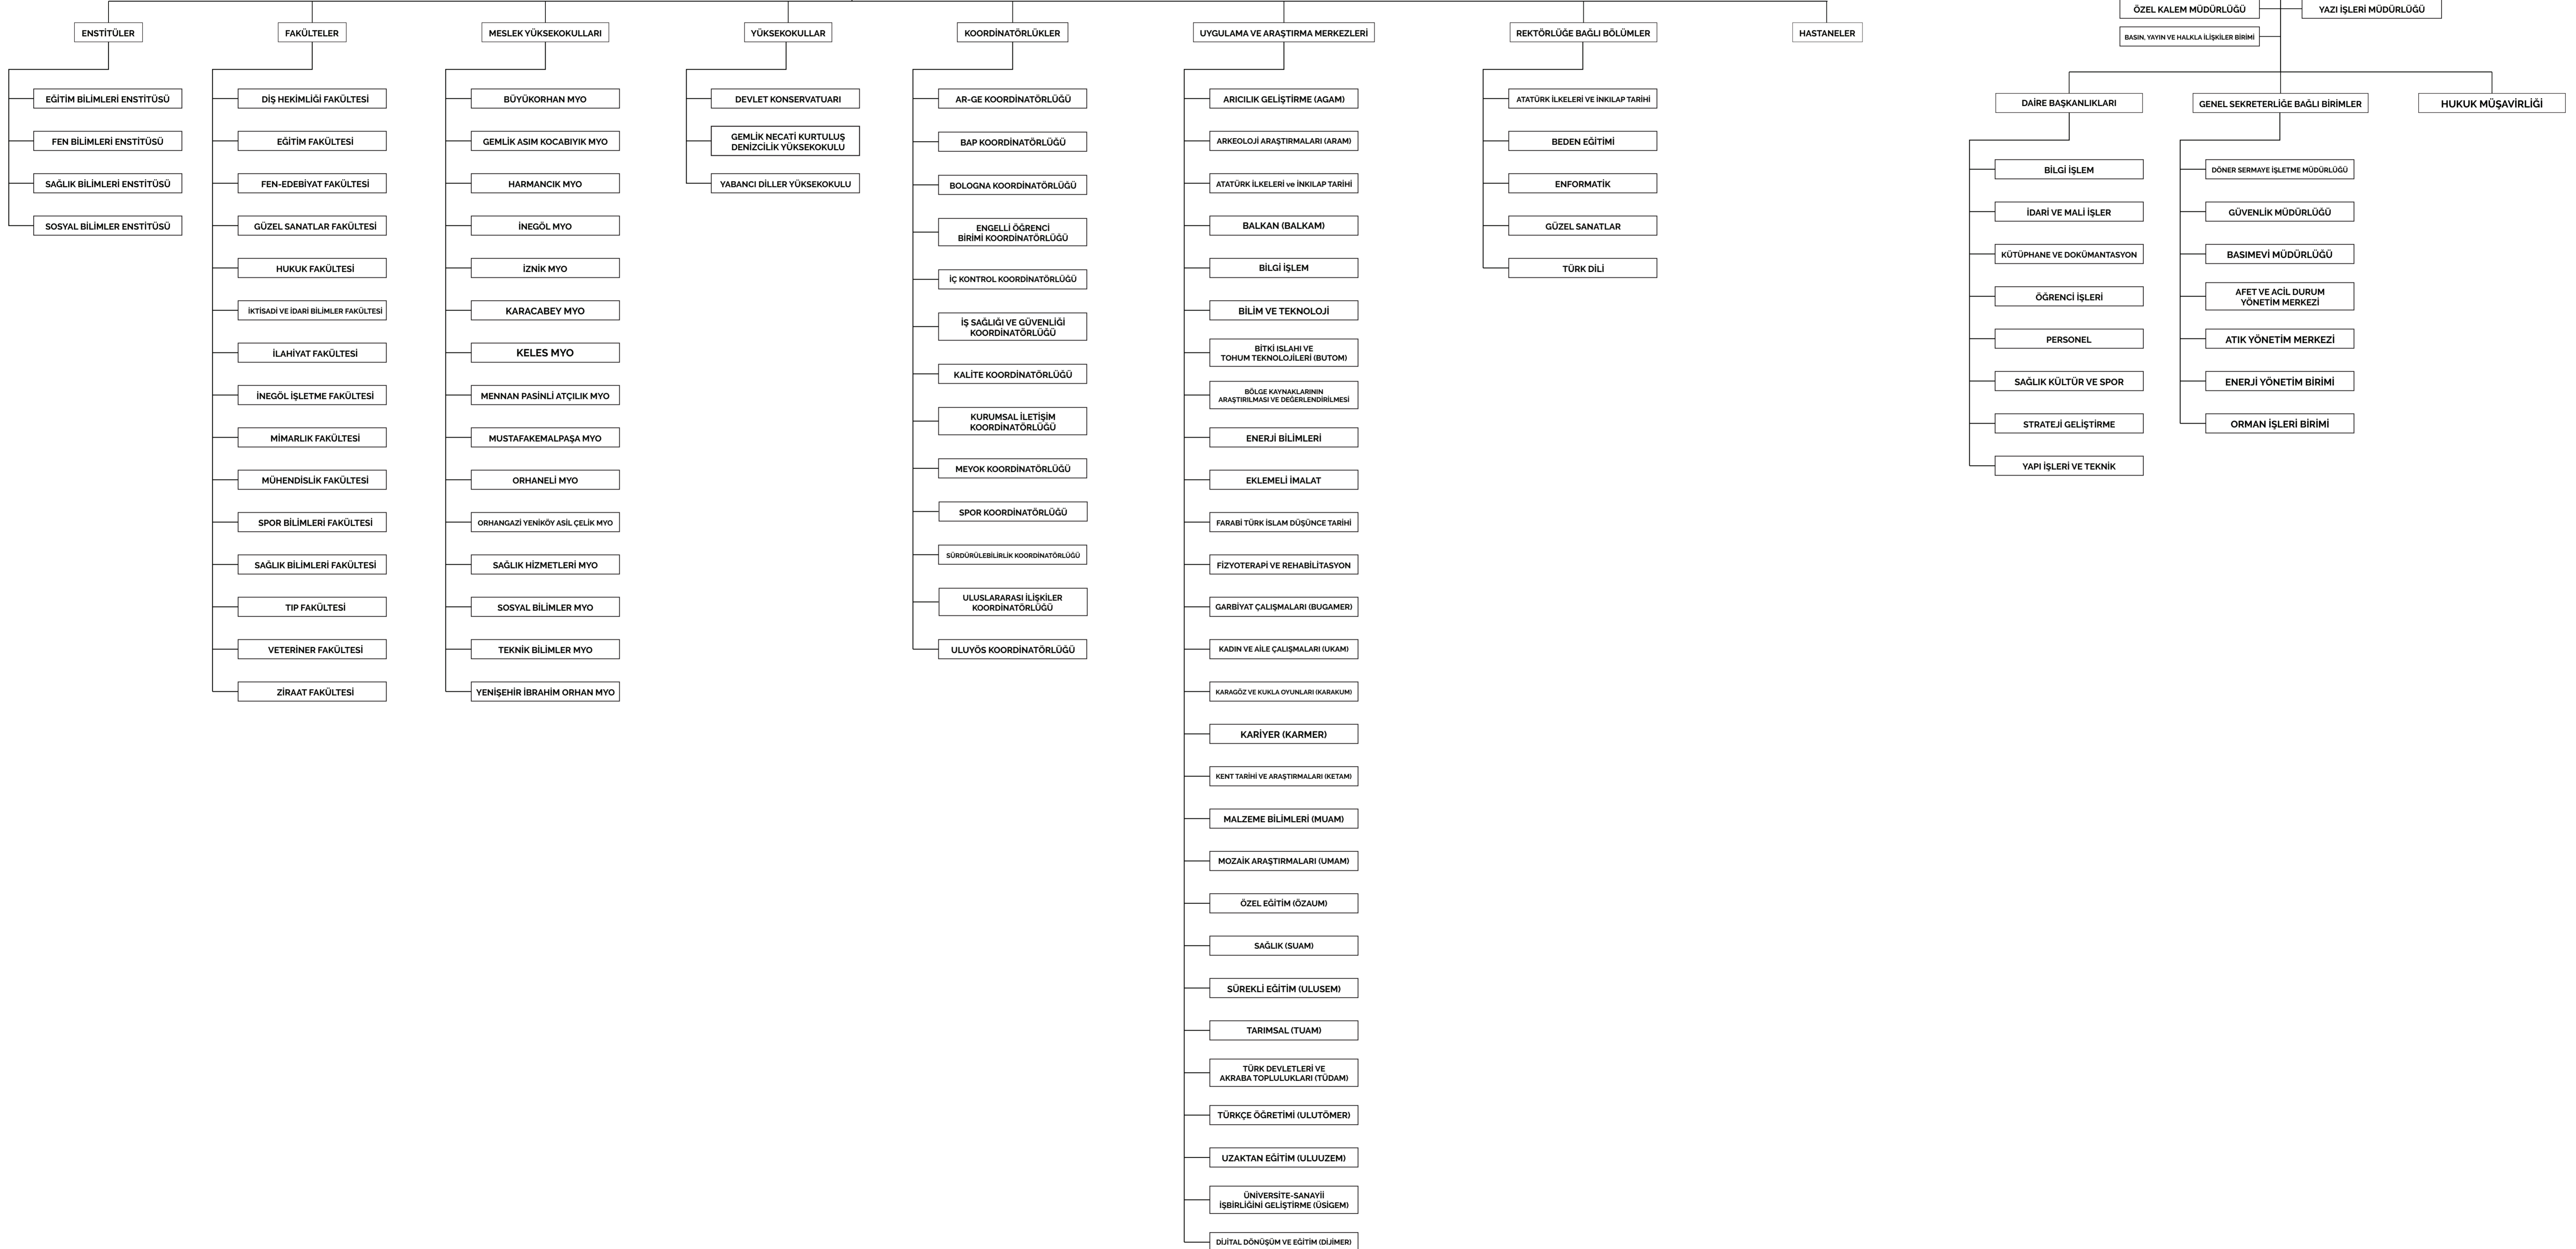 ÖZEL KALEM MÜDÜRLÜĞÜ
YAZI İŞLERİ MÜDÜRLÜĞÜ
BASIN, YAYIN VE HALKLA İLİŞKİLER BİRİMİ
ENSTİTÜLER
EĞİTİM BİLİMLERİ ENSTİTÜSÜ
FEN BİLİMLERİ ENSTİTÜSÜ
SAĞLIK BİLİMLERİ ENSTİTÜSÜ
SOSYAL BİLİMLER ENSTİTÜSÜ
FAKÜLTELER
DİŞ HEKİMLİĞİ FAKÜLTESİ
EĞİTİM FAKÜLTESİ
FEN-EDEBİYAT FAKÜLTESİ
GÜZEL SANATLAR FAKÜLTESİ
HUKUK FAKÜLTESİ
İKTİSADİ VE İDARİ BİLİMLER FAKÜLTESİ
İLAHİYAT FAKÜLTESİ
İNEGÖL İŞLETME FAKÜLTESİ
MİMARLIK FAKÜLTESİ
MÜHENDİSLİK FAKÜLTESİ
SPOR BİLİMLERİ FAKÜLTESİ
SAĞLIK BİLİMLERİ FAKÜLTESİ
TIP FAKÜLTESİ
VETERİNER FAKÜLTESİ
ZİRAAT FAKÜLTESİ
MESLEK YÜKSEKOKULLARI
BÜYÜKORHAN MYO
GEMLİK ASIM KOCABIYIK MYO
HARMANCIK MYO
İNEGÖL MYO
İZNİK MYO
KARACABEY MYO
KELES MYO
MENNAN PASİNLİ ATÇILIK MYO
MUSTAFAKEMALPAŞA MYO
ORHANELİ MYO
ORHANGAZİ YENİKÖY ASİL ÇELİK MYO
SAĞLIK HİZMETLERİ MYO
SOSYAL BİLİMLER MYO
TEKNİK BİLİMLER MYO
YENİŞEHİR İBRAHİM ORHAN MYO
YÜKSEKOKULLAR
DEVLET KONSERVATUARI
GEMLİK NECATİ KURTULUŞ
DENİZCİLİK YÜKSEKOKULU
YABANCI DİLLER YÜKSEKOKULU
KOORDİNATÖRLÜKLER
AR-GE KOORDİNATÖRLÜĞÜ
BAP KOORDİNATÖRLÜĞÜ
BOLOGNA KOORDİNATÖRLÜĞÜ
ENGELLİ ÖĞRENCİ
BİRİMİ KOORDİNATÖRLÜĞÜ
İÇ KONTROL KOORDİNATÖRLÜĞÜ
İŞ SAĞLIĞI VE GÜVENLİĞİ
KOORDİNATÖRLÜĞÜ
KALİTE KOORDİNATÖRLÜĞÜ
KURUMSAL İLETİŞİM
KOORDİNATÖRLÜĞÜ
MEYOK KOORDİNATÖRLÜĞÜ
SPOR KOORDİNATÖRLÜĞÜ
SÜRDÜRÜLEBİLİRLİK KOORDİNATÖRLÜĞÜ
ULUSLARARASI İLİŞKİLER
KOORDİNATÖRLÜĞÜ
ULUYÖS KOORDİNATÖRLÜĞÜ
UYGULAMA VE ARAŞTIRMA MERKEZLERİ
ARICILIK GELİŞTİRME (AGAM)
ARKEOLOJİ ARAŞTIRMALARI (ARAM)
ATATÜRK İLKELERİ ve İNKILAP TARİHİ
BALKAN (BALKAM)
BİLGİ İŞLEM
BİLİM VE TEKNOLOJİ
BİTKİ ISLAHI VE
TOHUM TEKNOLOJİLERİ (BUTOM)
BÖLGE KAYNAKLARININ
ARAŞTIRILMASI VE DEĞERLENDİRİLMESİ
ENERJİ BİLİMLERİ
EKLEMELİ İMALAT
FARABİ TÜRK İSLAM DÜŞÜNCE TARİHİ
FİZYOTERAPİ VE REHABİLİTASYON
GARBİYAT ÇALIŞMALARI (BUGAMER)
KADIN VE AİLE ÇALIŞMALARI (UKAM)
KARAGÖZ VE KUKLA OYUNLARI (KARAKUM)
KARİYER (KARMER)
KENT TARİHİ VE ARAŞTIRMALARI (KETAM)
MALZEME BİLİMLERİ (MUAM)
MOZAİK ARAŞTIRMALARI (UMAM)
ÖZEL EĞİTİM (ÖZAUM)
SAĞLIK (SUAM)
SÜREKLİ EĞİTİM (ULUSEM)
TARIMSAL (TUAM)
TÜRK DEVLETLERİ VE
AKRABA TOPLULUKLARI (TÜDAM)
TÜRKÇE ÖĞRETİMİ (ULUTÖMER)
UZAKTAN EĞİTİM (ULUUZEM)
ÜNİVERSİTE-SANAYİİ
İŞBİRLİĞİNİ GELİŞTİRME (ÜSİGEM)
DİJİTAL DÖNÜŞÜM VE EĞİTİM (DİJİMER)
REKTÖRLÜĞE BAĞLI BÖLÜMLER
ATATÜRK İLKELERİ VE İNKILAP TARİHİ
BEDEN EĞİTİMİ
ENFORMATİK
GÜZEL SANATLAR
TÜRK DİLİ
HASTANELER
DAİRE BAŞKANLIKLARI
BİLGİ İŞLEM
İDARİ VE MALİ İŞLER
KÜTÜPHANE VE DOKÜMANTASYON
ÖĞRENCİ İŞLERİ
PERSONEL
SAĞLIK KÜLTÜR VE SPOR
STRATEJİ GELİŞTİRME
YAPI İŞLERİ VE TEKNİK
GENEL SEKRETERLİĞE BAĞLI BİRİMLER
DÖNER SERMAYE İŞLETME MÜDÜRLÜĞÜ
GÜVENLİK MÜDÜRLÜĞÜ
BASIMEVİ MÜDÜRLÜĞÜ
AFET VE ACİL DURUM
YÖNETİM MERKEZİ
ATIK YÖNETİM MERKEZİ
ENERJİ YÖNETİM BİRİMİ
ORMAN İŞLERİ BİRİMİ
HUKUK MÜŞAVİRLİĞİ